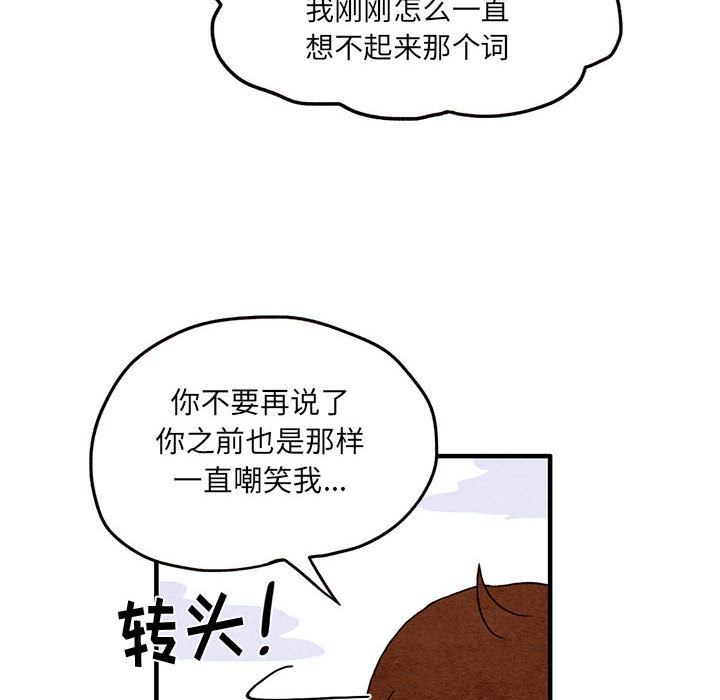 我刚刚怎么一直
想不起来那个词
你不要再说了
你之前也是那样
一直嘲笑我...
转头！